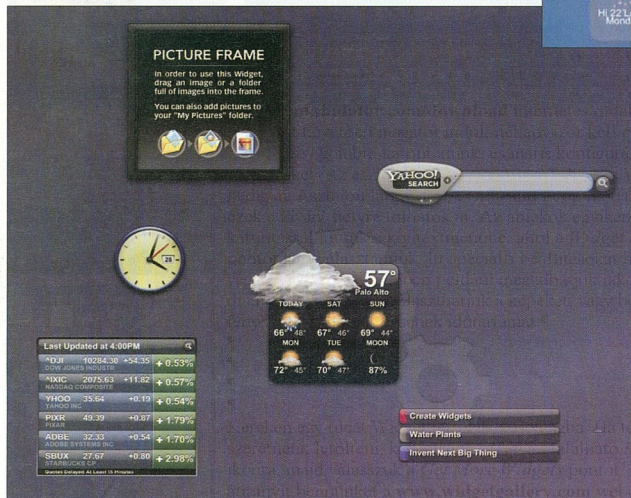 Hi 22 L
Mond
PICTURE FRAME
In order to use this Widget,
drag an image or a folder
full of images into the frame.
You can also add pictures to
your "My Pictures" folder.
YAHOO!
SEARCH
28
57°
Palo Alto
TODAY SAT SUN
66° 48° 67° 46° 69° 44°
MON TUE MOON
72° 45° 70° 47° 87%
Last Updated at 4:00PM
^DJI 10284.30 +54.35 +0.53%
DOW JONES INDUSTR
^IXIC 2075.63 +11.82 +0.57%
NASDAQ COMPOSITE
YHOO 35.64 +0.19 +0.54%
YAHOO INC
PIXR 49.39 +0.87 +1.79%
PIXAR
ADBE 32.33 +0.54 +1.70%
ADOBE SYSTEMS INC
SBUX 27.67 +0.80 +2.98%
STARBUCKS CP
Quotes Delayed At Least 15 Minutes
Create Widgets
Water Plants
Invent Next Big Thing